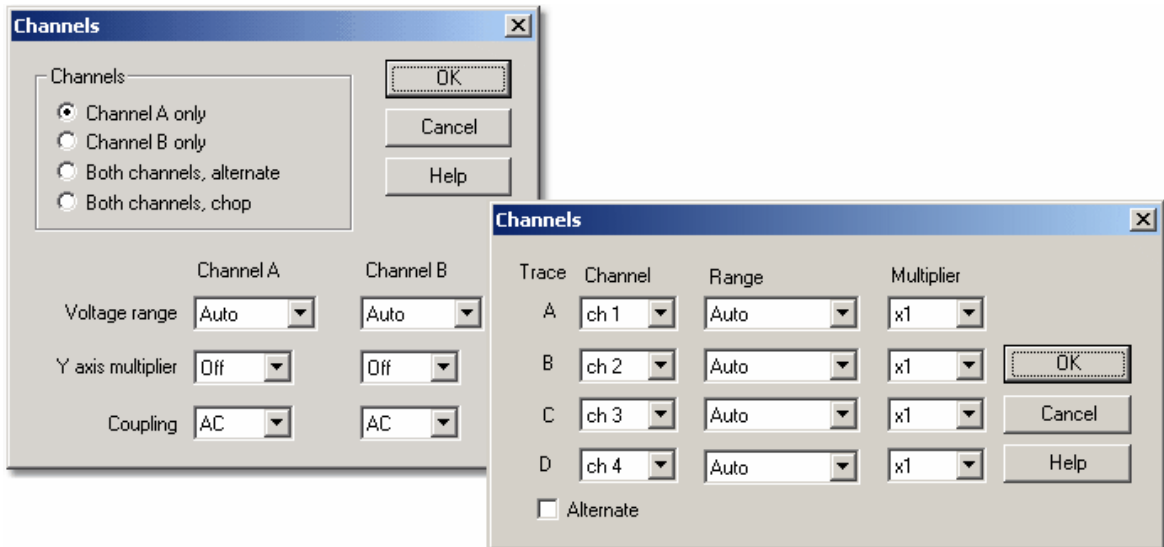 Channels
Channels
Channel A only
Channel B only
Both channels, alternate
Both channels, chop
OK
Cancel
Help
Channel A Channel B
Voltage range Auto Auto
Y axis multiplier Off Off
Coupling AC AC
Channels
Trace Channel Range Multiplier
A ch 1 Auto x1
B ch 2 Auto x1
C ch 3 Auto x1
D ch 4 Auto x1
Alternate
OK
Cancel
Help